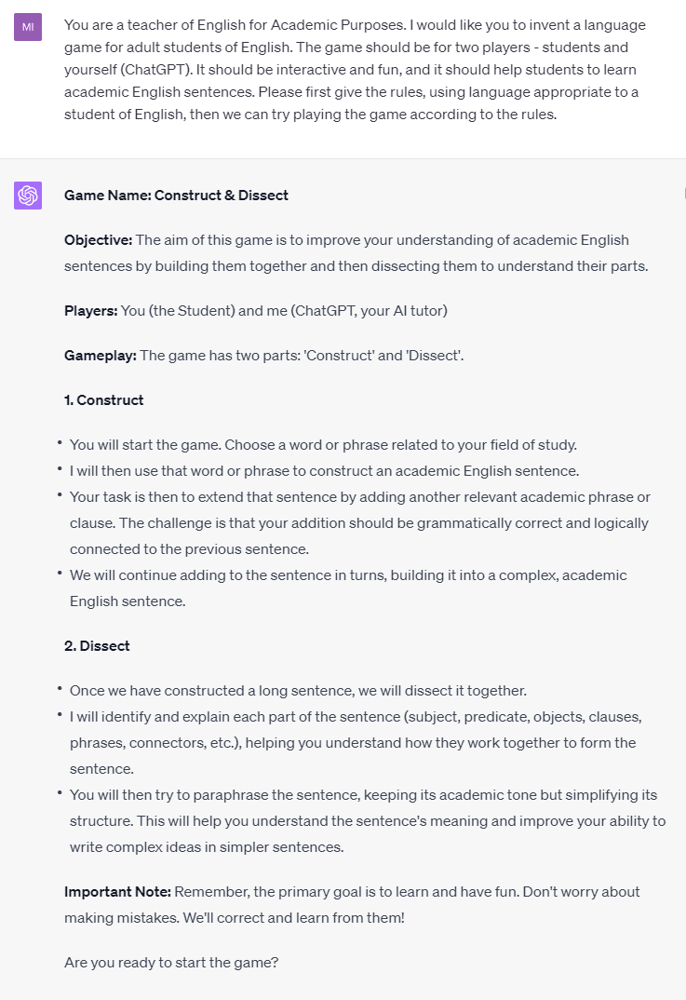 MI
You are a teacher of English for Academic Purposes. I would like you to invent a language
game for adult students of English. The game should be for two players - students and
yourself (ChatGPT). It should be interactive and fun, and it should help students to learn
academic English sentences. Please first give the rules, using language appropriate to a
student of English, then we can try playing the game according to the rules.
Game Name: Construct & Dissect
Objective: The aim of this game is to improve your understanding of academic English
sentences by building them together and then dissecting them to understand their parts.
Players: You (the Student) and me (ChatGPT, your AI tutor)
Gameplay: The game has two parts: 'Construct' and 'Dissect'.
1. Construct
• You will start the game. Choose a word or phrase related to your field of study.
• I will then use that word or phrase to construct an academic English sentence.
• Your task is then to extend that sentence by adding another relevant academic phrase or
clause. The challenge is that your addition should be grammatically correct and logically
connected to the previous sentence.
• We will continue adding to the sentence in turns, building it into a complex, academic
English sentence.
2. Dissect
• Once we have constructed a long sentence, we will dissect it together.
• I will identify and explain each part of the sentence (subject, predicate, objects, clauses,
phrases, connectors, etc.), helping you understand how they work together to form the
sentence.
• You will then try to paraphrase the sentence, keeping its academic tone but simplifying its
structure. This will help you understand the sentence's meaning and improve your ability to
write complex ideas in simpler sentences.
Important Note: Remember, the primary goal is to learn and have fun. Don't worry about
making mistakes. We'll correct and learn from them!
Are you ready to start the game?